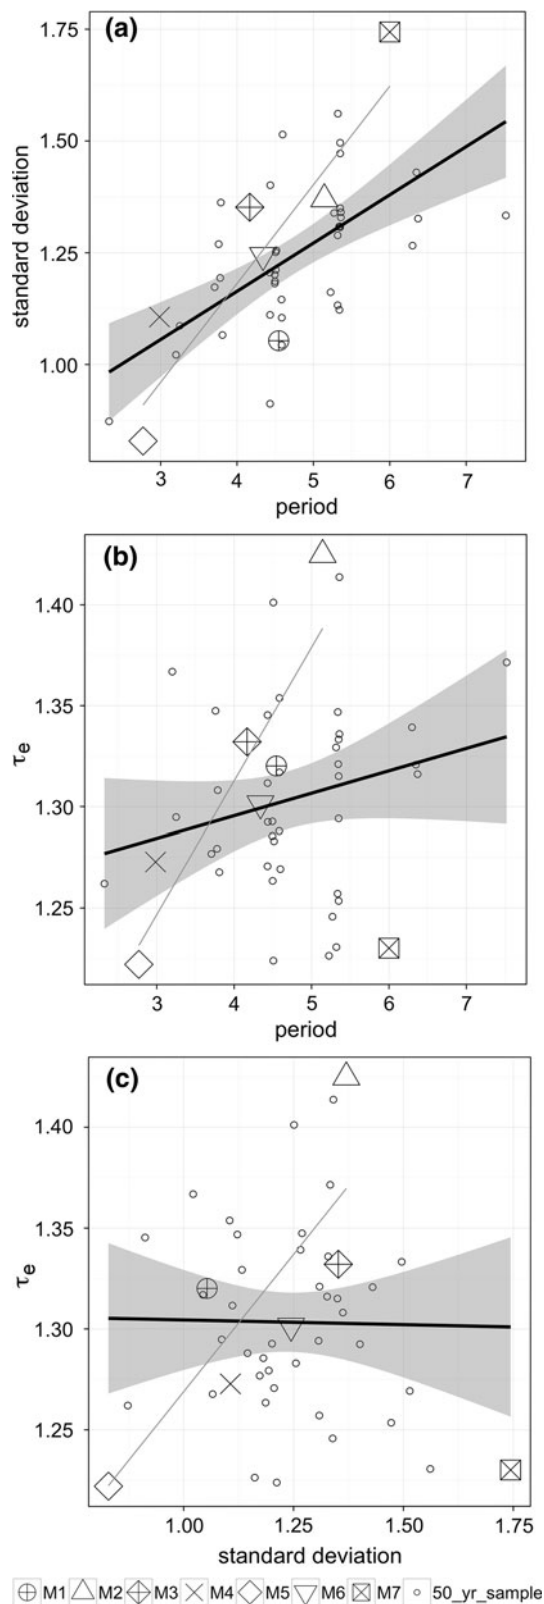 (a)
1.75
1.50
1.25
1.00
standard deviation
3 4 5 6 7
period
(b)
1.40
1.35
1.30
1.25
τe
3 4 5 6 7
period
(c)
1.40
1.35
1.30
1.25
τe
1.00 1.25 1.50 1.75
standard deviation
M1 M2 M3 M4 M5 M6 M7 50_yr_sample